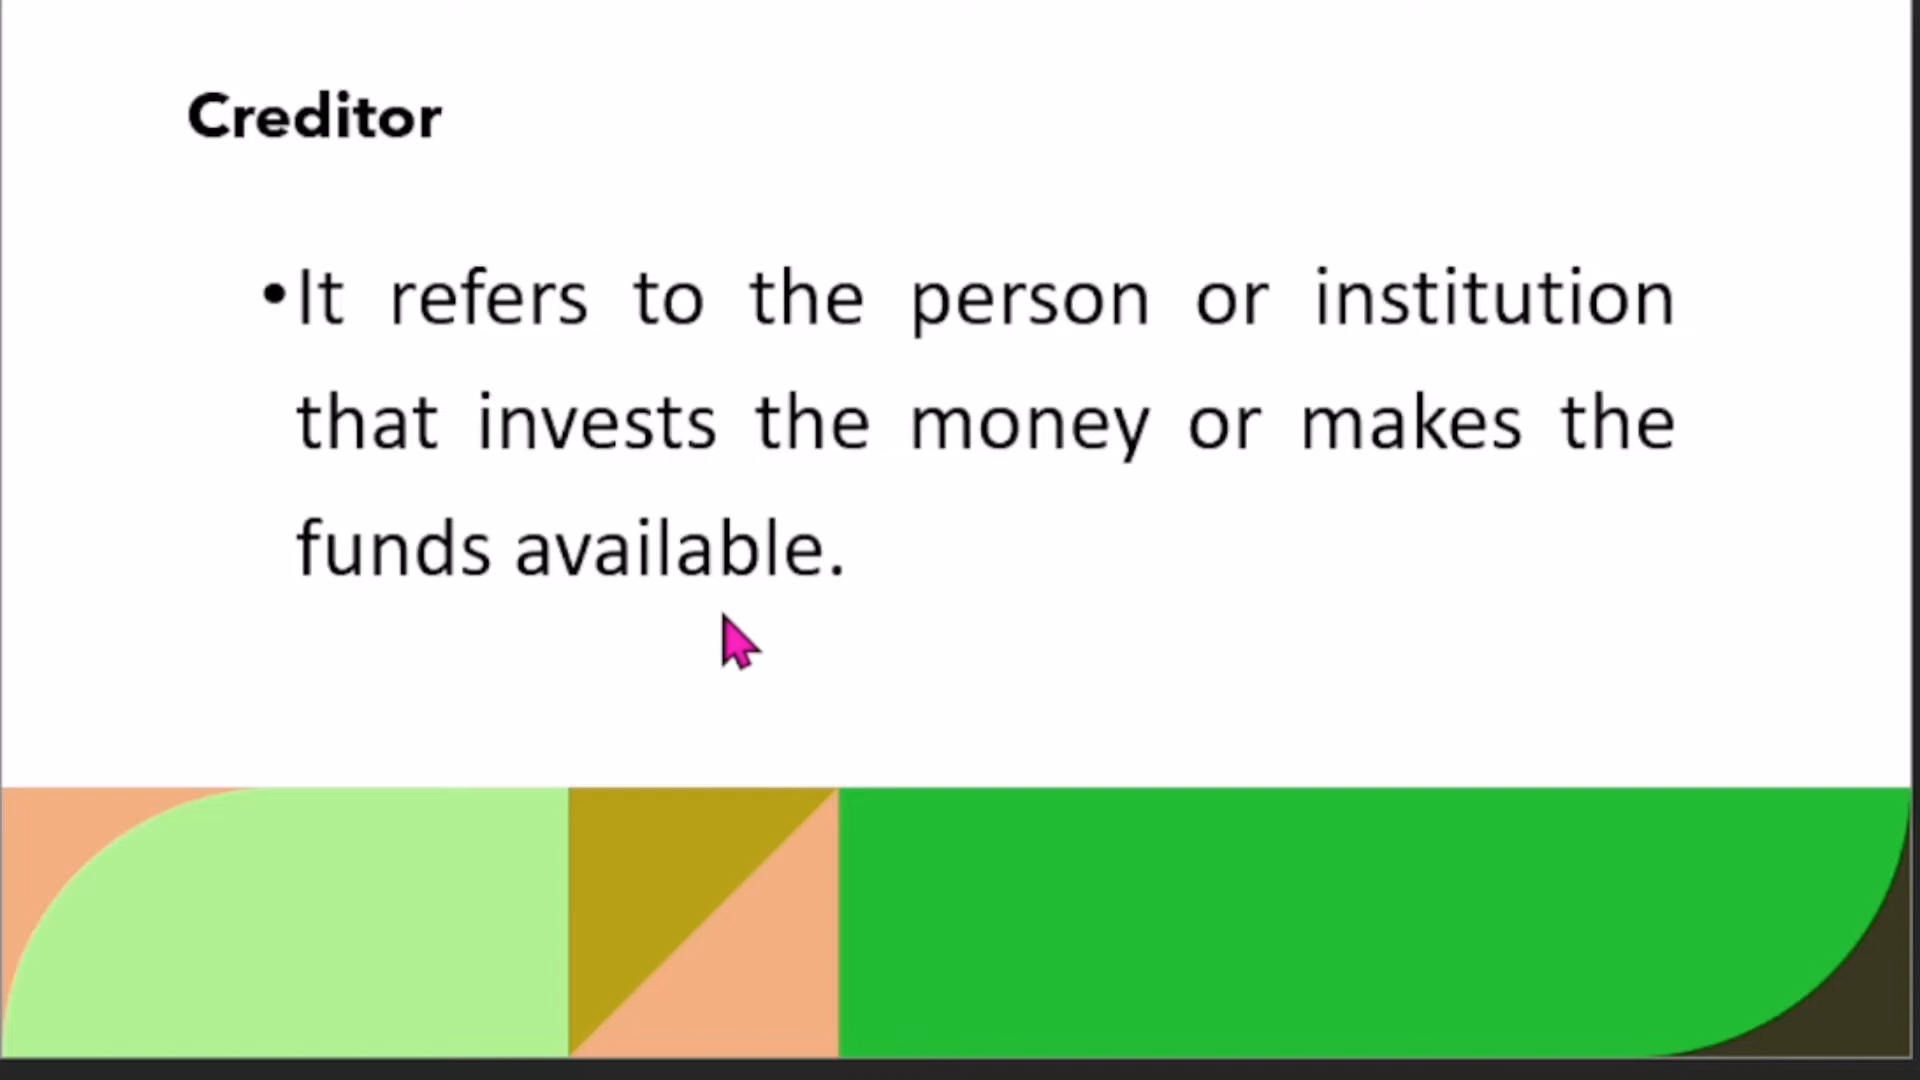 Creditor
•It refers to the person or institution
that invests the money or makes the
funds available.